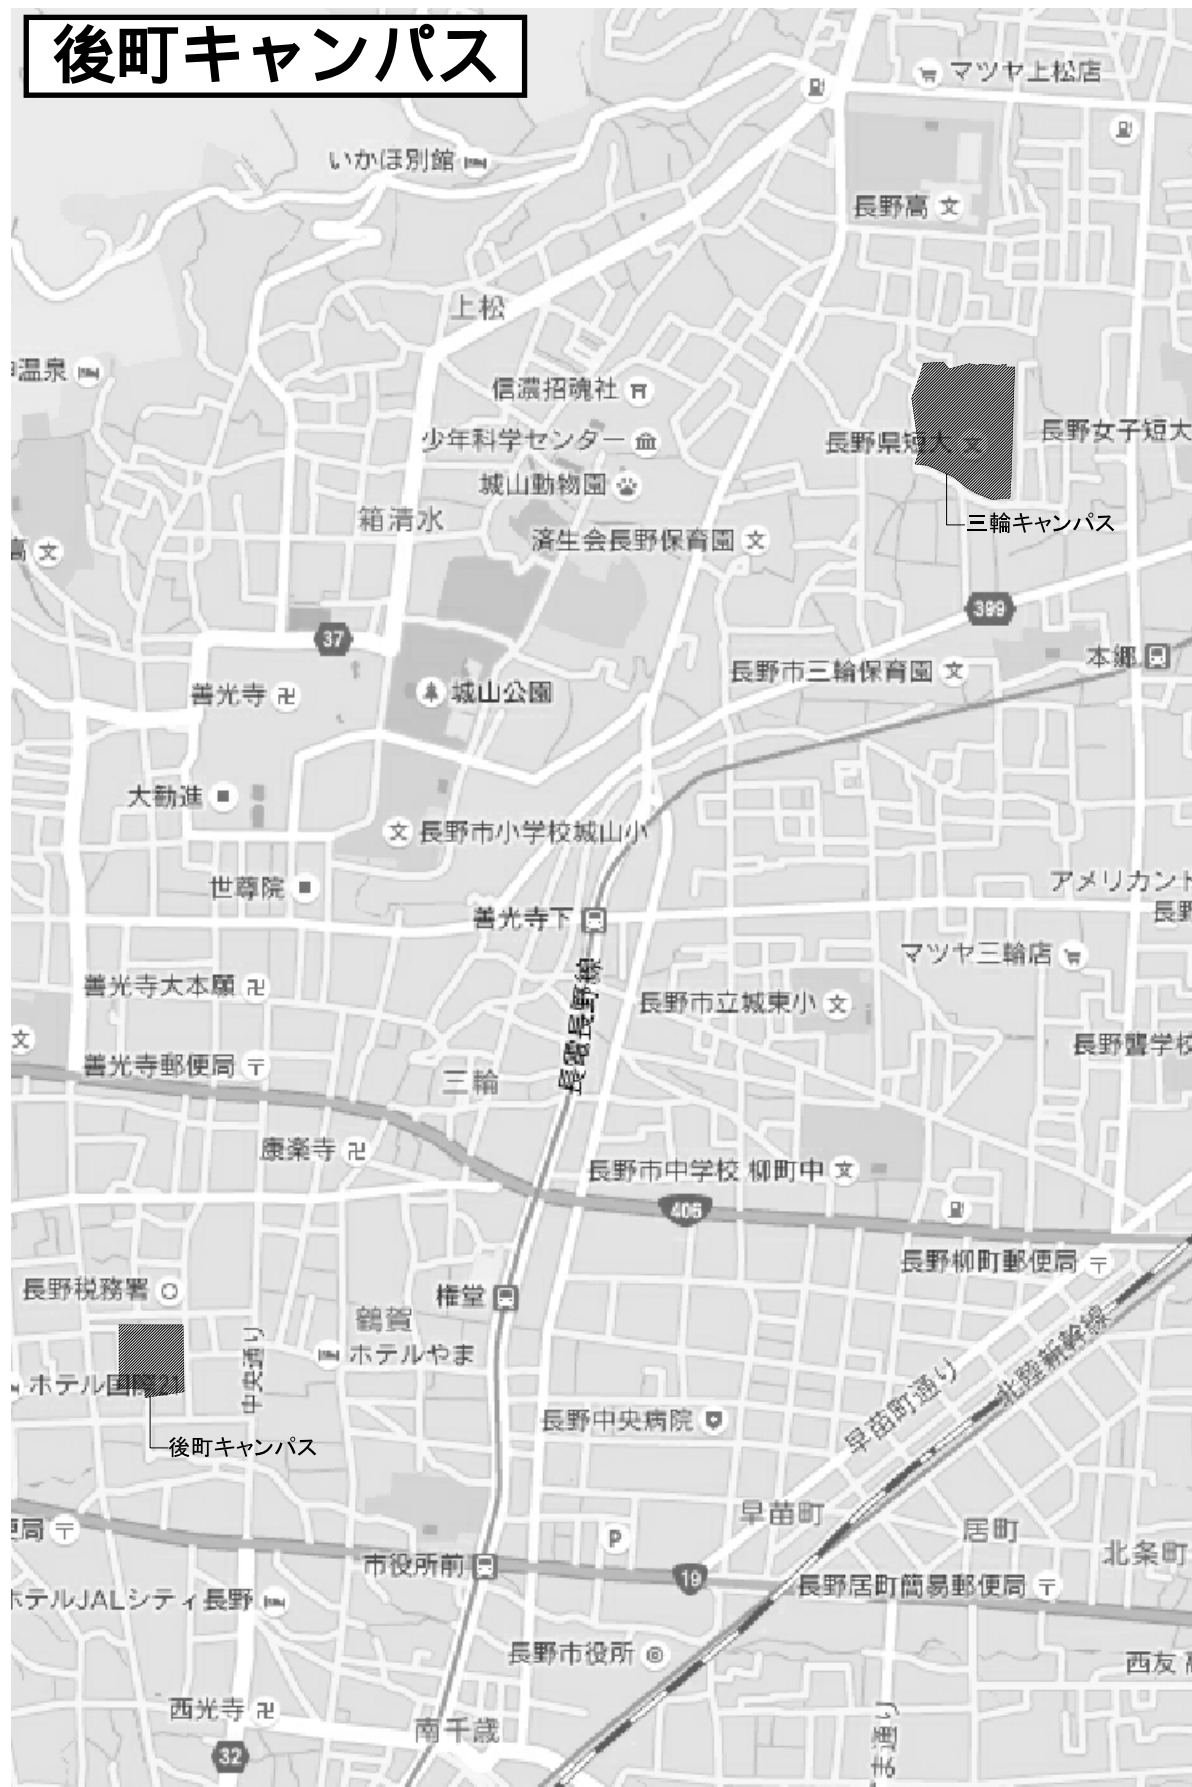 後町キャンパス
マツヤ上松店
いかほ別館
長野高
上松
温泉
信濃招魂社
少年科学センター
長野県短大
長野女子短大
城山動物園
箱清水
三輪キャンパス
済生会長野保育園
高
399
37
本郷
長野市三輪保育園
善光寺
城山公園
大勧進
長野市小学校城山小
世尊院
アメリカント
長野
善光寺下
マツヤ三輪店
善光寺大本願
長野市立城東小
長野電鉄長野線
長野聾学校
善光寺郵便局
三輪
康楽寺
長野市中学校 柳町中
406
長野柳町郵便局
長野税務署
権堂
鶴賀
中央通り
ホテルやま
北陸新幹線
ホテル国際21
早苗町通り
長野中央病院
後町キャンパス
早苗町
P
便局
居町
北条町
市役所前
19
長野居町簡易郵便局
ホテルJALシティ長野
長野市役所
西友 高
西光寺
南千歳
ま通り
32